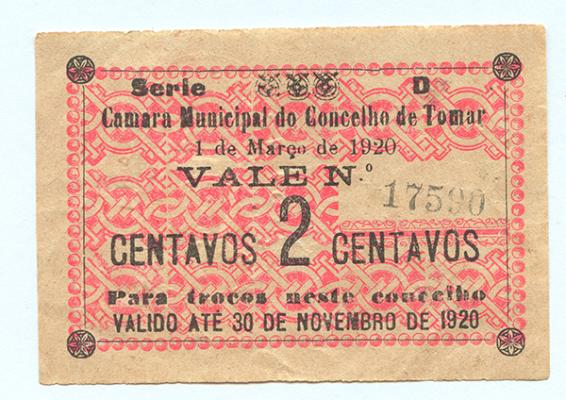 Serie D
Camara Municipal do Concelho de Tomar
1 de Março de 1920
VALE N.º
17590
CENTAVOS 2 CENTAVOS
Para trocos neste concelho
VALIDO ATÉ 30 DE NOVEMBRO DE 1920